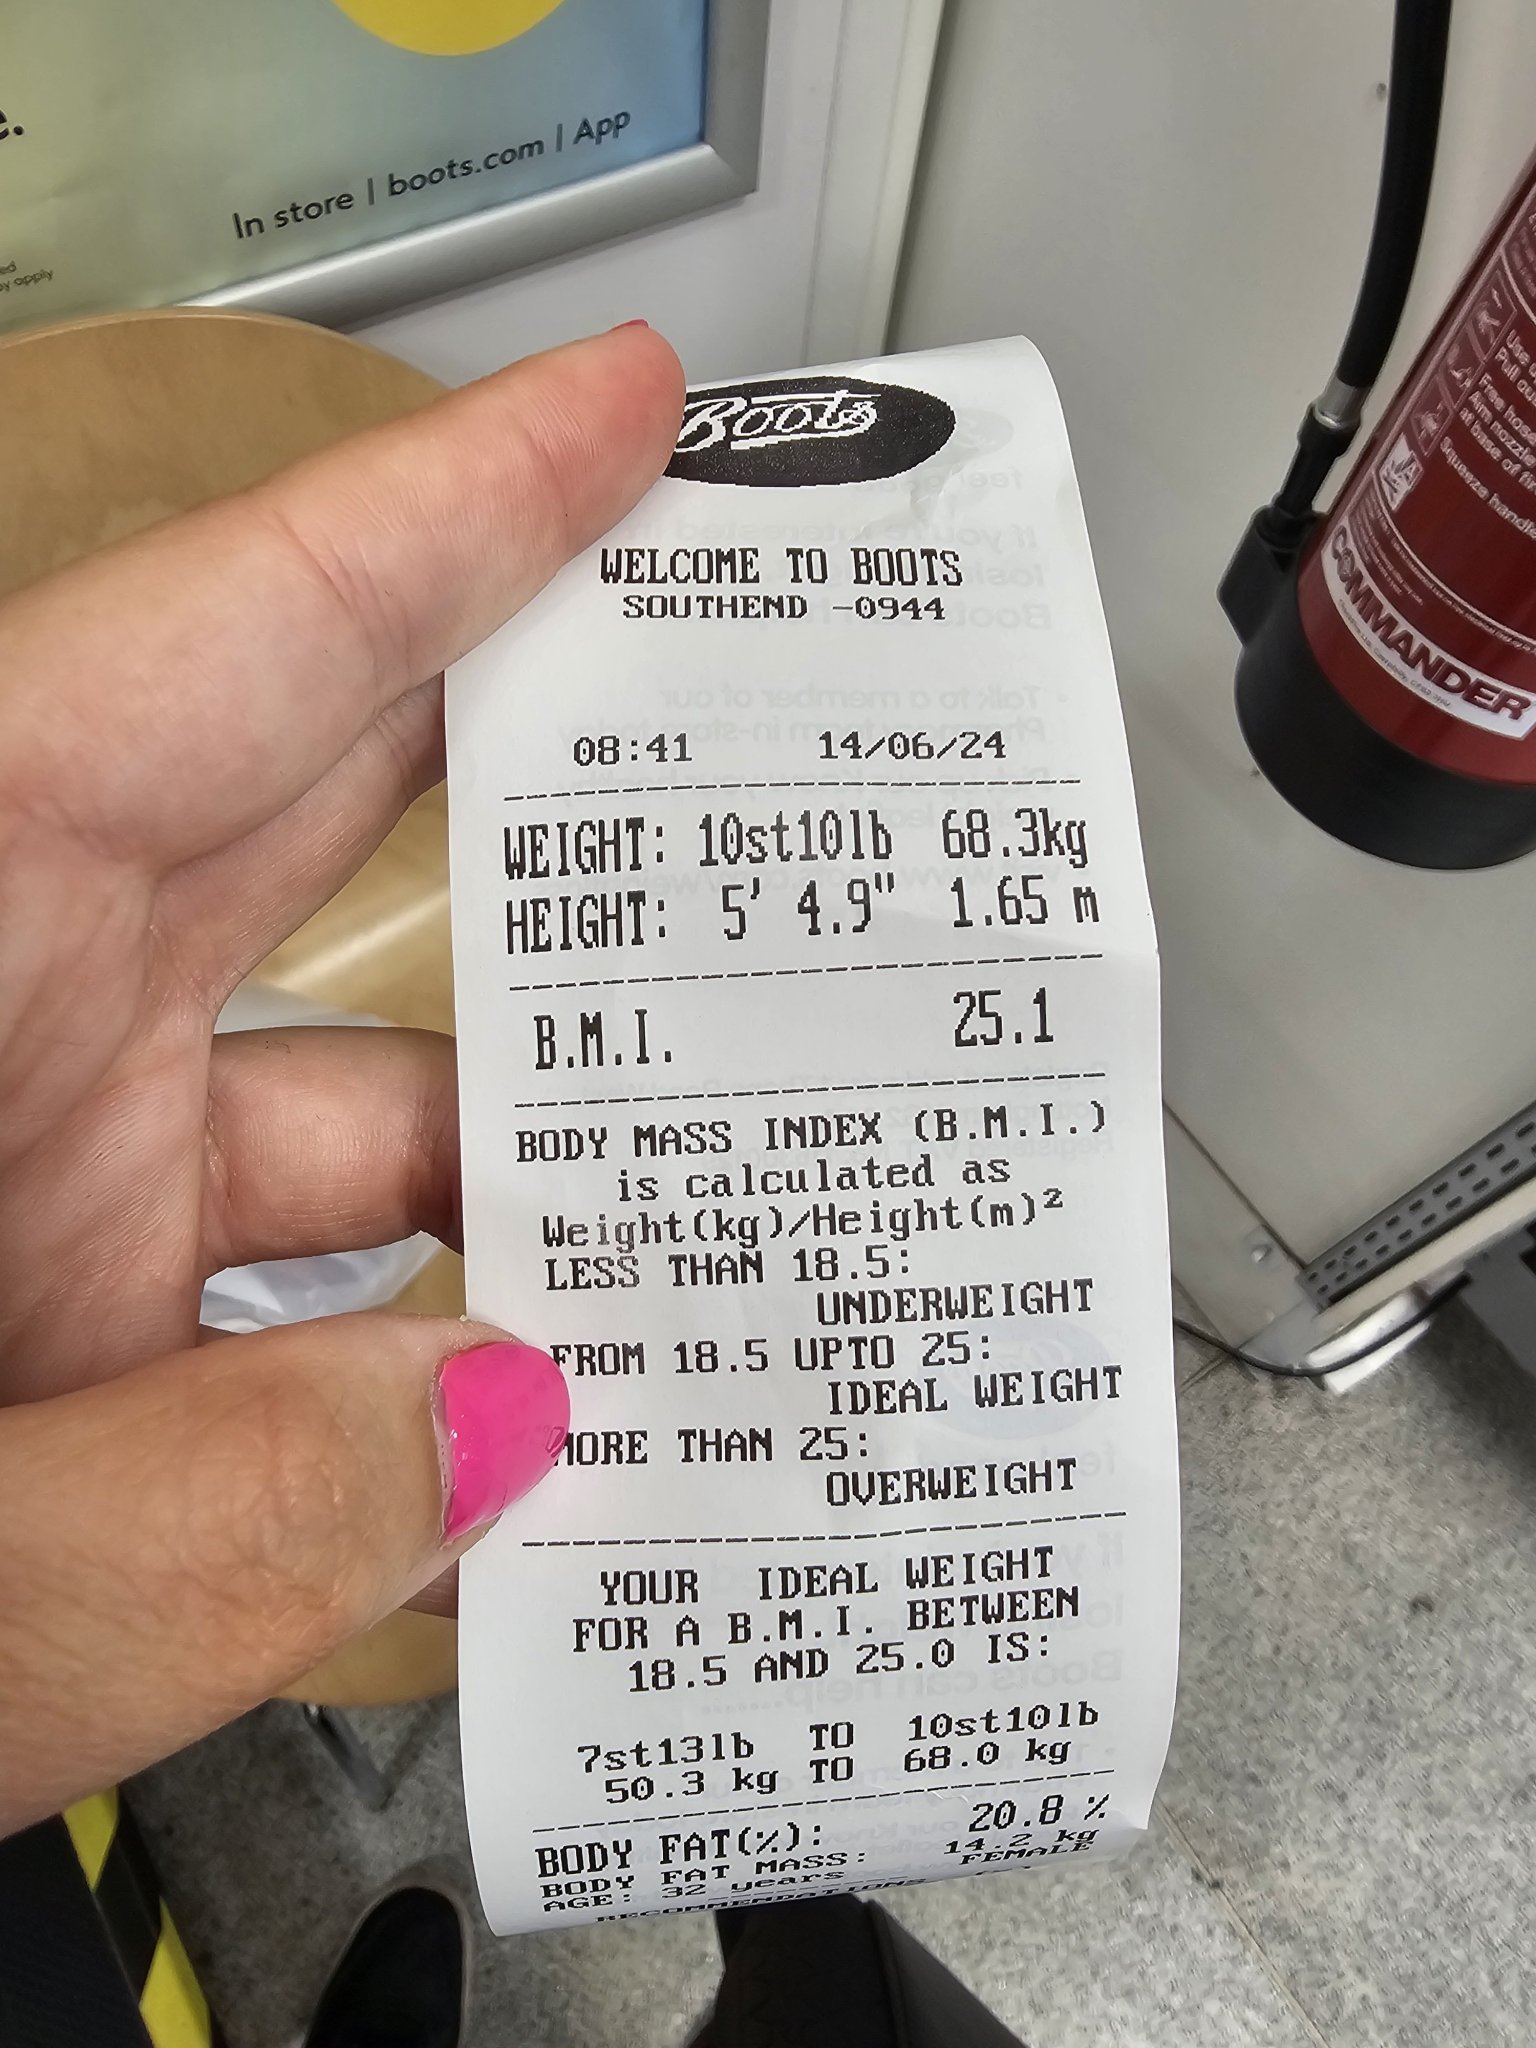 e.
In store | boots.com | App
ed
by apply
Boots
WELCOME TO BOOTS
SOUTHEND -0944
08:41 14/06/24
WEIGHT: 10st10lb 68.3kg
HEIGHT: 5' 4.9" 1.65 m
B.M.I. 25.1
BODY MASS INDEX (B.M.I.)
is calculated as
Weight(kg)/Height(m)²
LESS THAN 18.5:
UNDERWEIGHT
FROM 18.5 UPTO 25:
IDEAL WEIGHT
MORE THAN 25:
OVERWEIGHT
YOUR IDEAL WEIGHT
FOR A B.M.I. BETWEEN
18.5 AND 25.0 IS:
7st13lb TO 10st10lb
50.3 kg TO 68.0 kg
BODY FAT(%): 20.8 %
BODY FAT MASS: 14.2 kg
AGE: 32 years FEMALE
RECOMMENDATIONS
COMMANDER